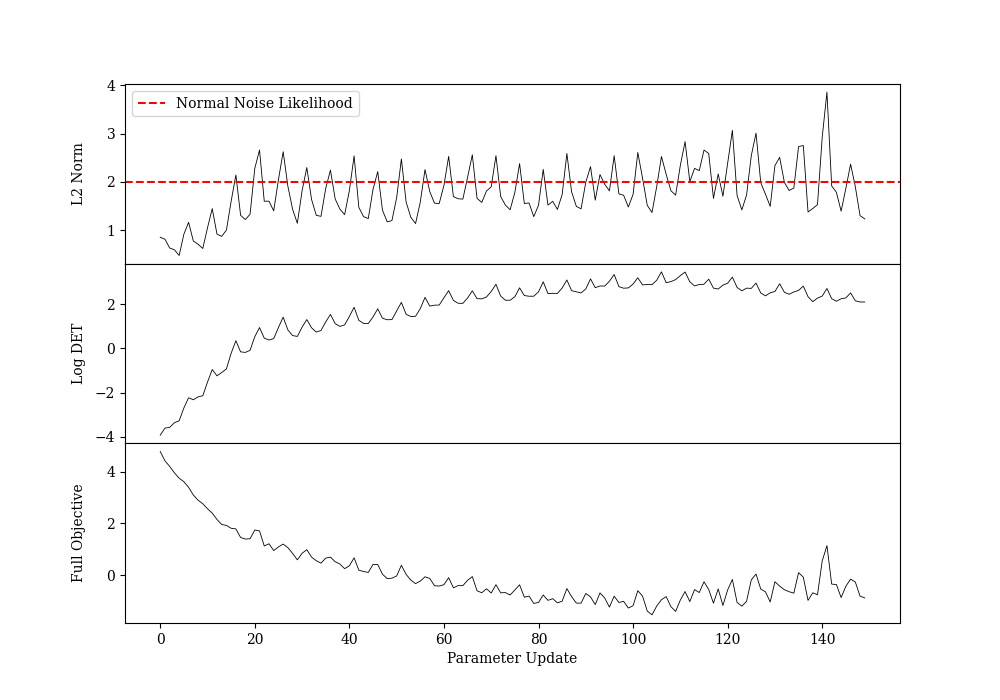 4
Normal Noise Likelihood
3
2
1
L2 Norm
2
0
−2
−4
Log DET
4
2
0
Full Objective
0 20 40 60 80 100 120 140
Parameter Update